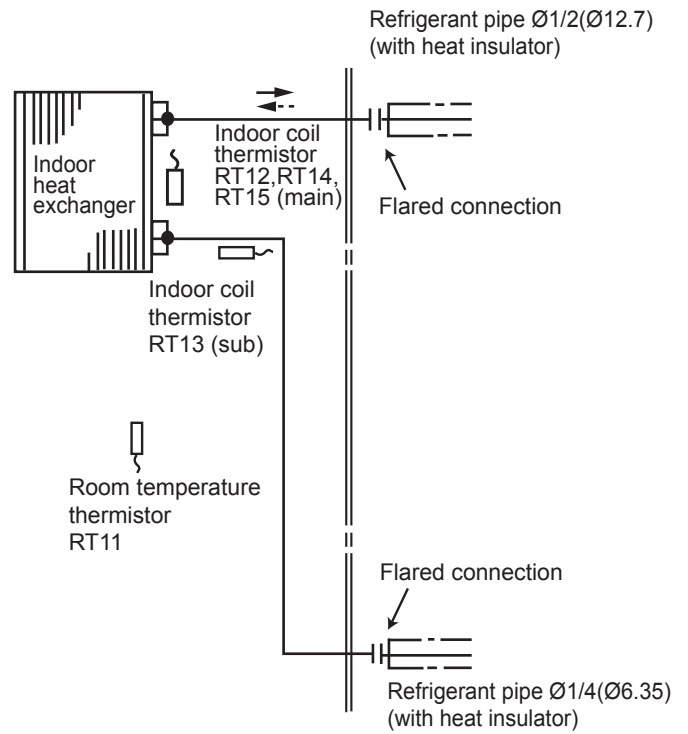 Refrigerant pipe Ø1/2(Ø12.7)
(with heat insulator)
Indoor
heat
exchanger
Indoor coil
thermistor
RT12,RT14,
RT15 (main)
Flared connection
Indoor coil
thermistor
RT13 (sub)
Room temperature
thermistor
RT11
Flared connection
Refrigerant pipe Ø1/4(Ø6.35)
(with heat insulator)